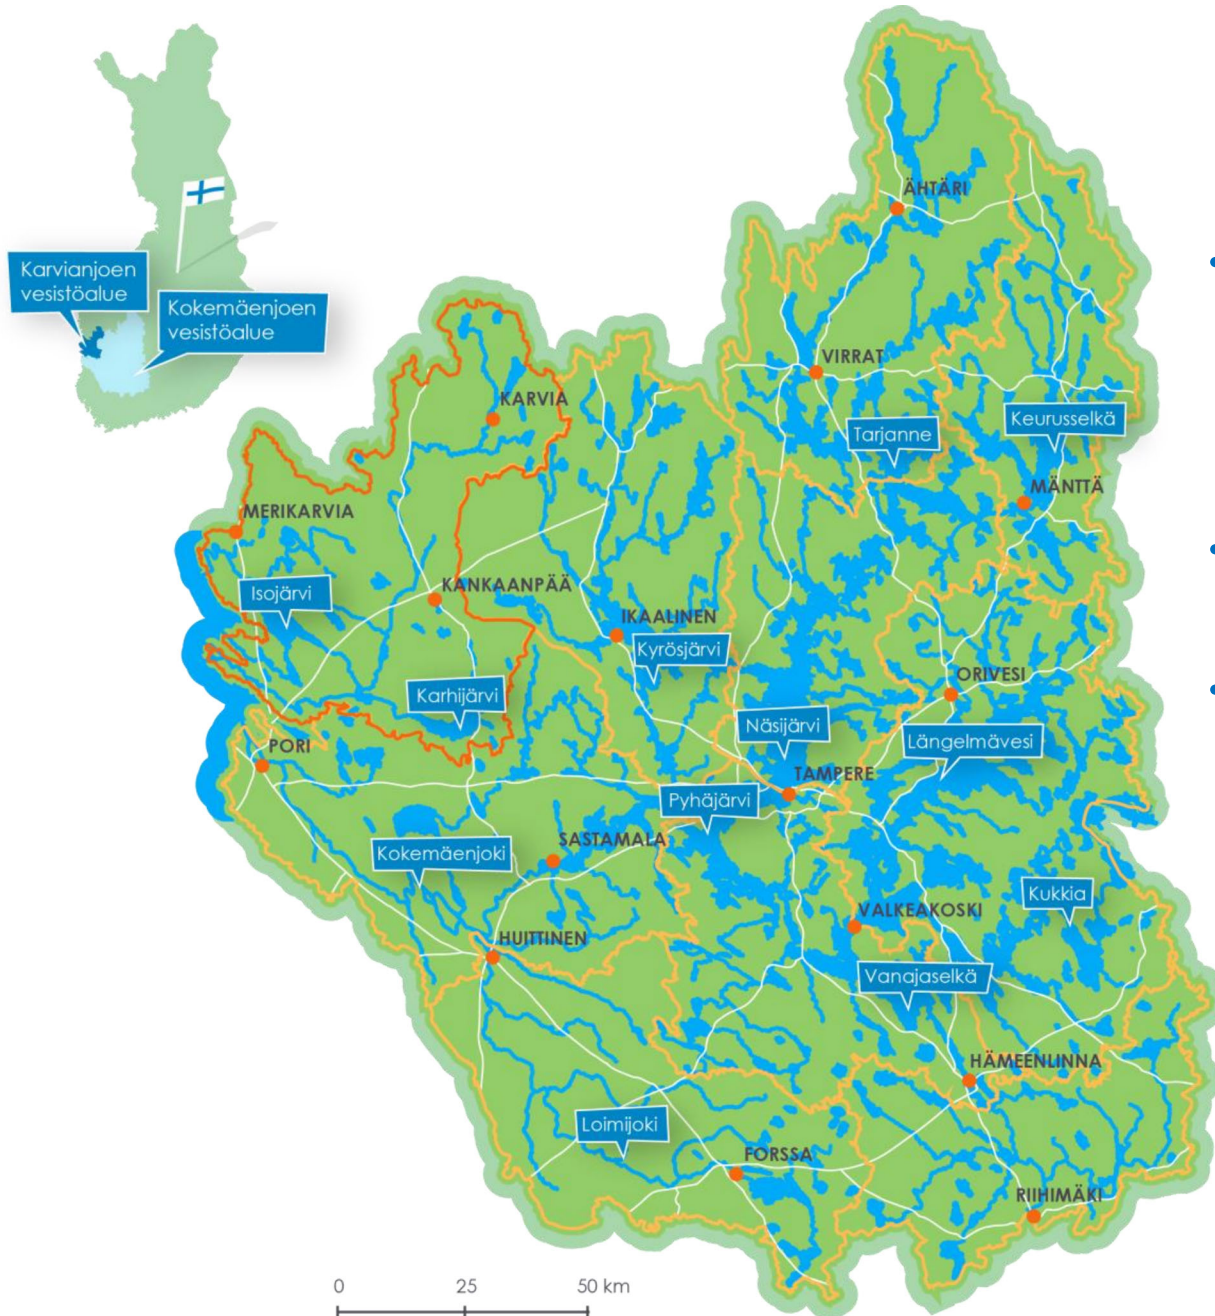 ÄHTÄRI
Karvianjoen
vesistöalue
Kokemäenjoen
vesistöalue
VIRRAT
KARVIA
Keurusselkä
Tarjanne
MÄNTTÄ
MERIKARVIA
KANKAANPÄÄ
Isojärvi
IKAALINEN
Kyrösjärvi
ORIVESI
Karhijärvi
Näsijärvi
Längelmävesi
PORI
TAMPERE
Pyhäjärvi
SASTAMALA
Kokemäenjoki
Kukkia
VALKEAKOSKI
HUITTINEN
Vanajaselkä
HÄMEENLINNA
Loimijoki
FORSSA
RIIHIMÄKI
0 25 50 km